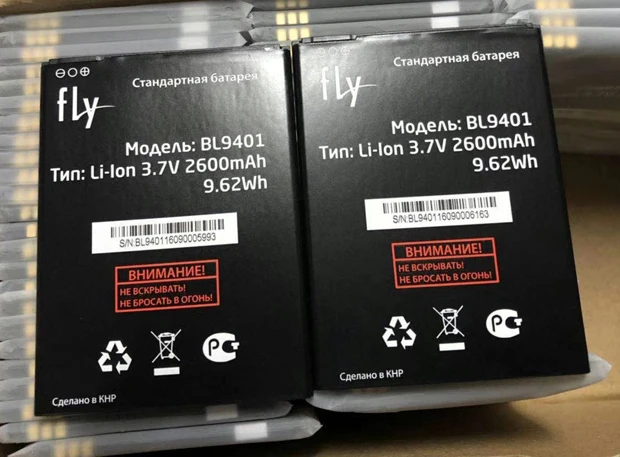 Стандартная батарея
fly
Модель: BL9401
Тип: Li-Ion 3.7V 2600mAh
9.62Wh
S/N:BL940116090005993
ВНИМАНИЕ!
НЕ ВСКРЫВАТЬ!
НЕ БРОСАТЬ В ОГОНЬ!
Сделано в КНР
Стандартная батарея
fly
Модель: BL9401
Тип: Li-Ion 3.7V 2600mAh
9.62Wh
S/N:BL940116090006163
ВНИМАНИЕ!
НЕ ВСКРЫВАТЬ!
НЕ БРОСАТЬ В ОГОНЬ!
Сделано в КНР